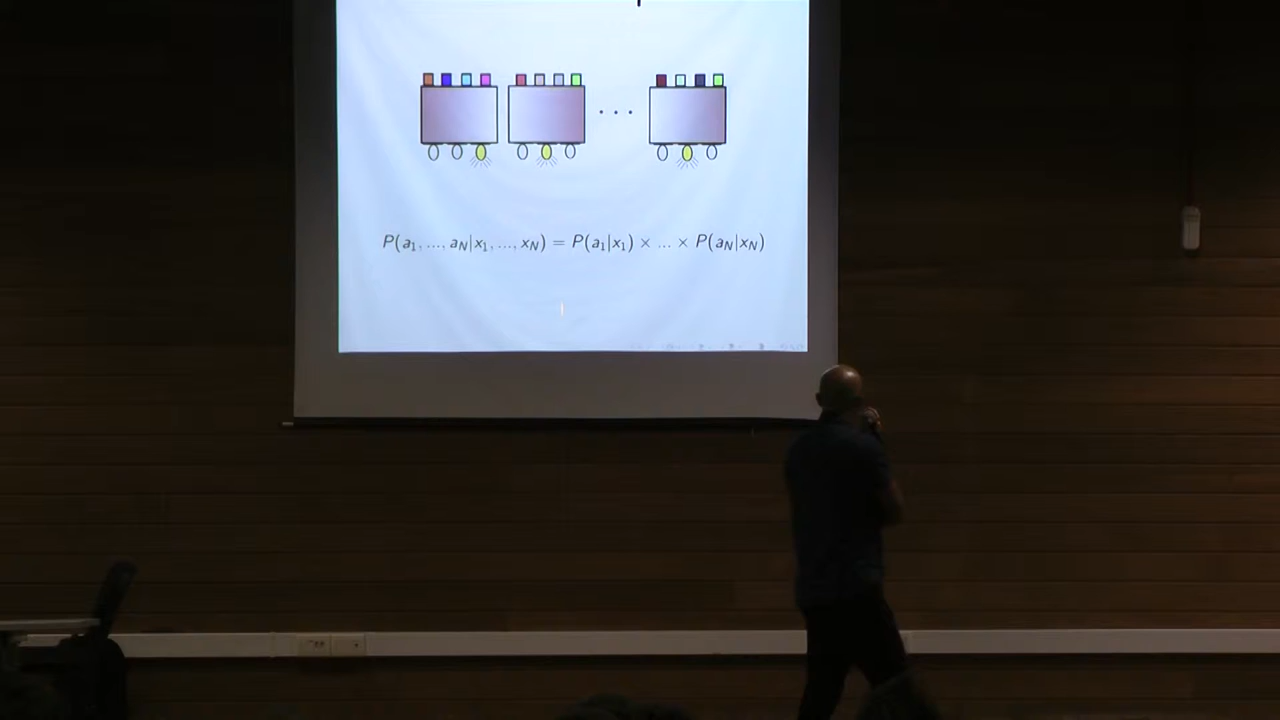 . . .
P(a₁, ..., a_N|x₁, ..., x_N) = P(a₁|x₁) × ... × P(a_N|x_N)